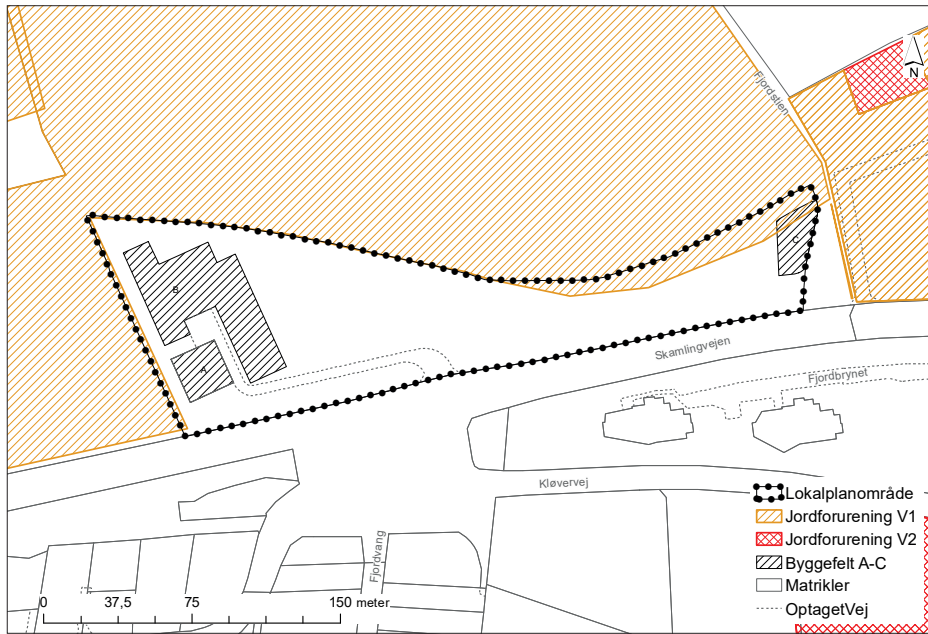 Fjordstien
N
C
B
A
Skamlingvejen
Fjordbrynet
Kløvervej
Fjordvang
Lokalplanområde
Jordforurening V1
Jordforurening V2
Byggefelt A-C
Matrikler
OptagetVej
0 37,5 75 150 meter